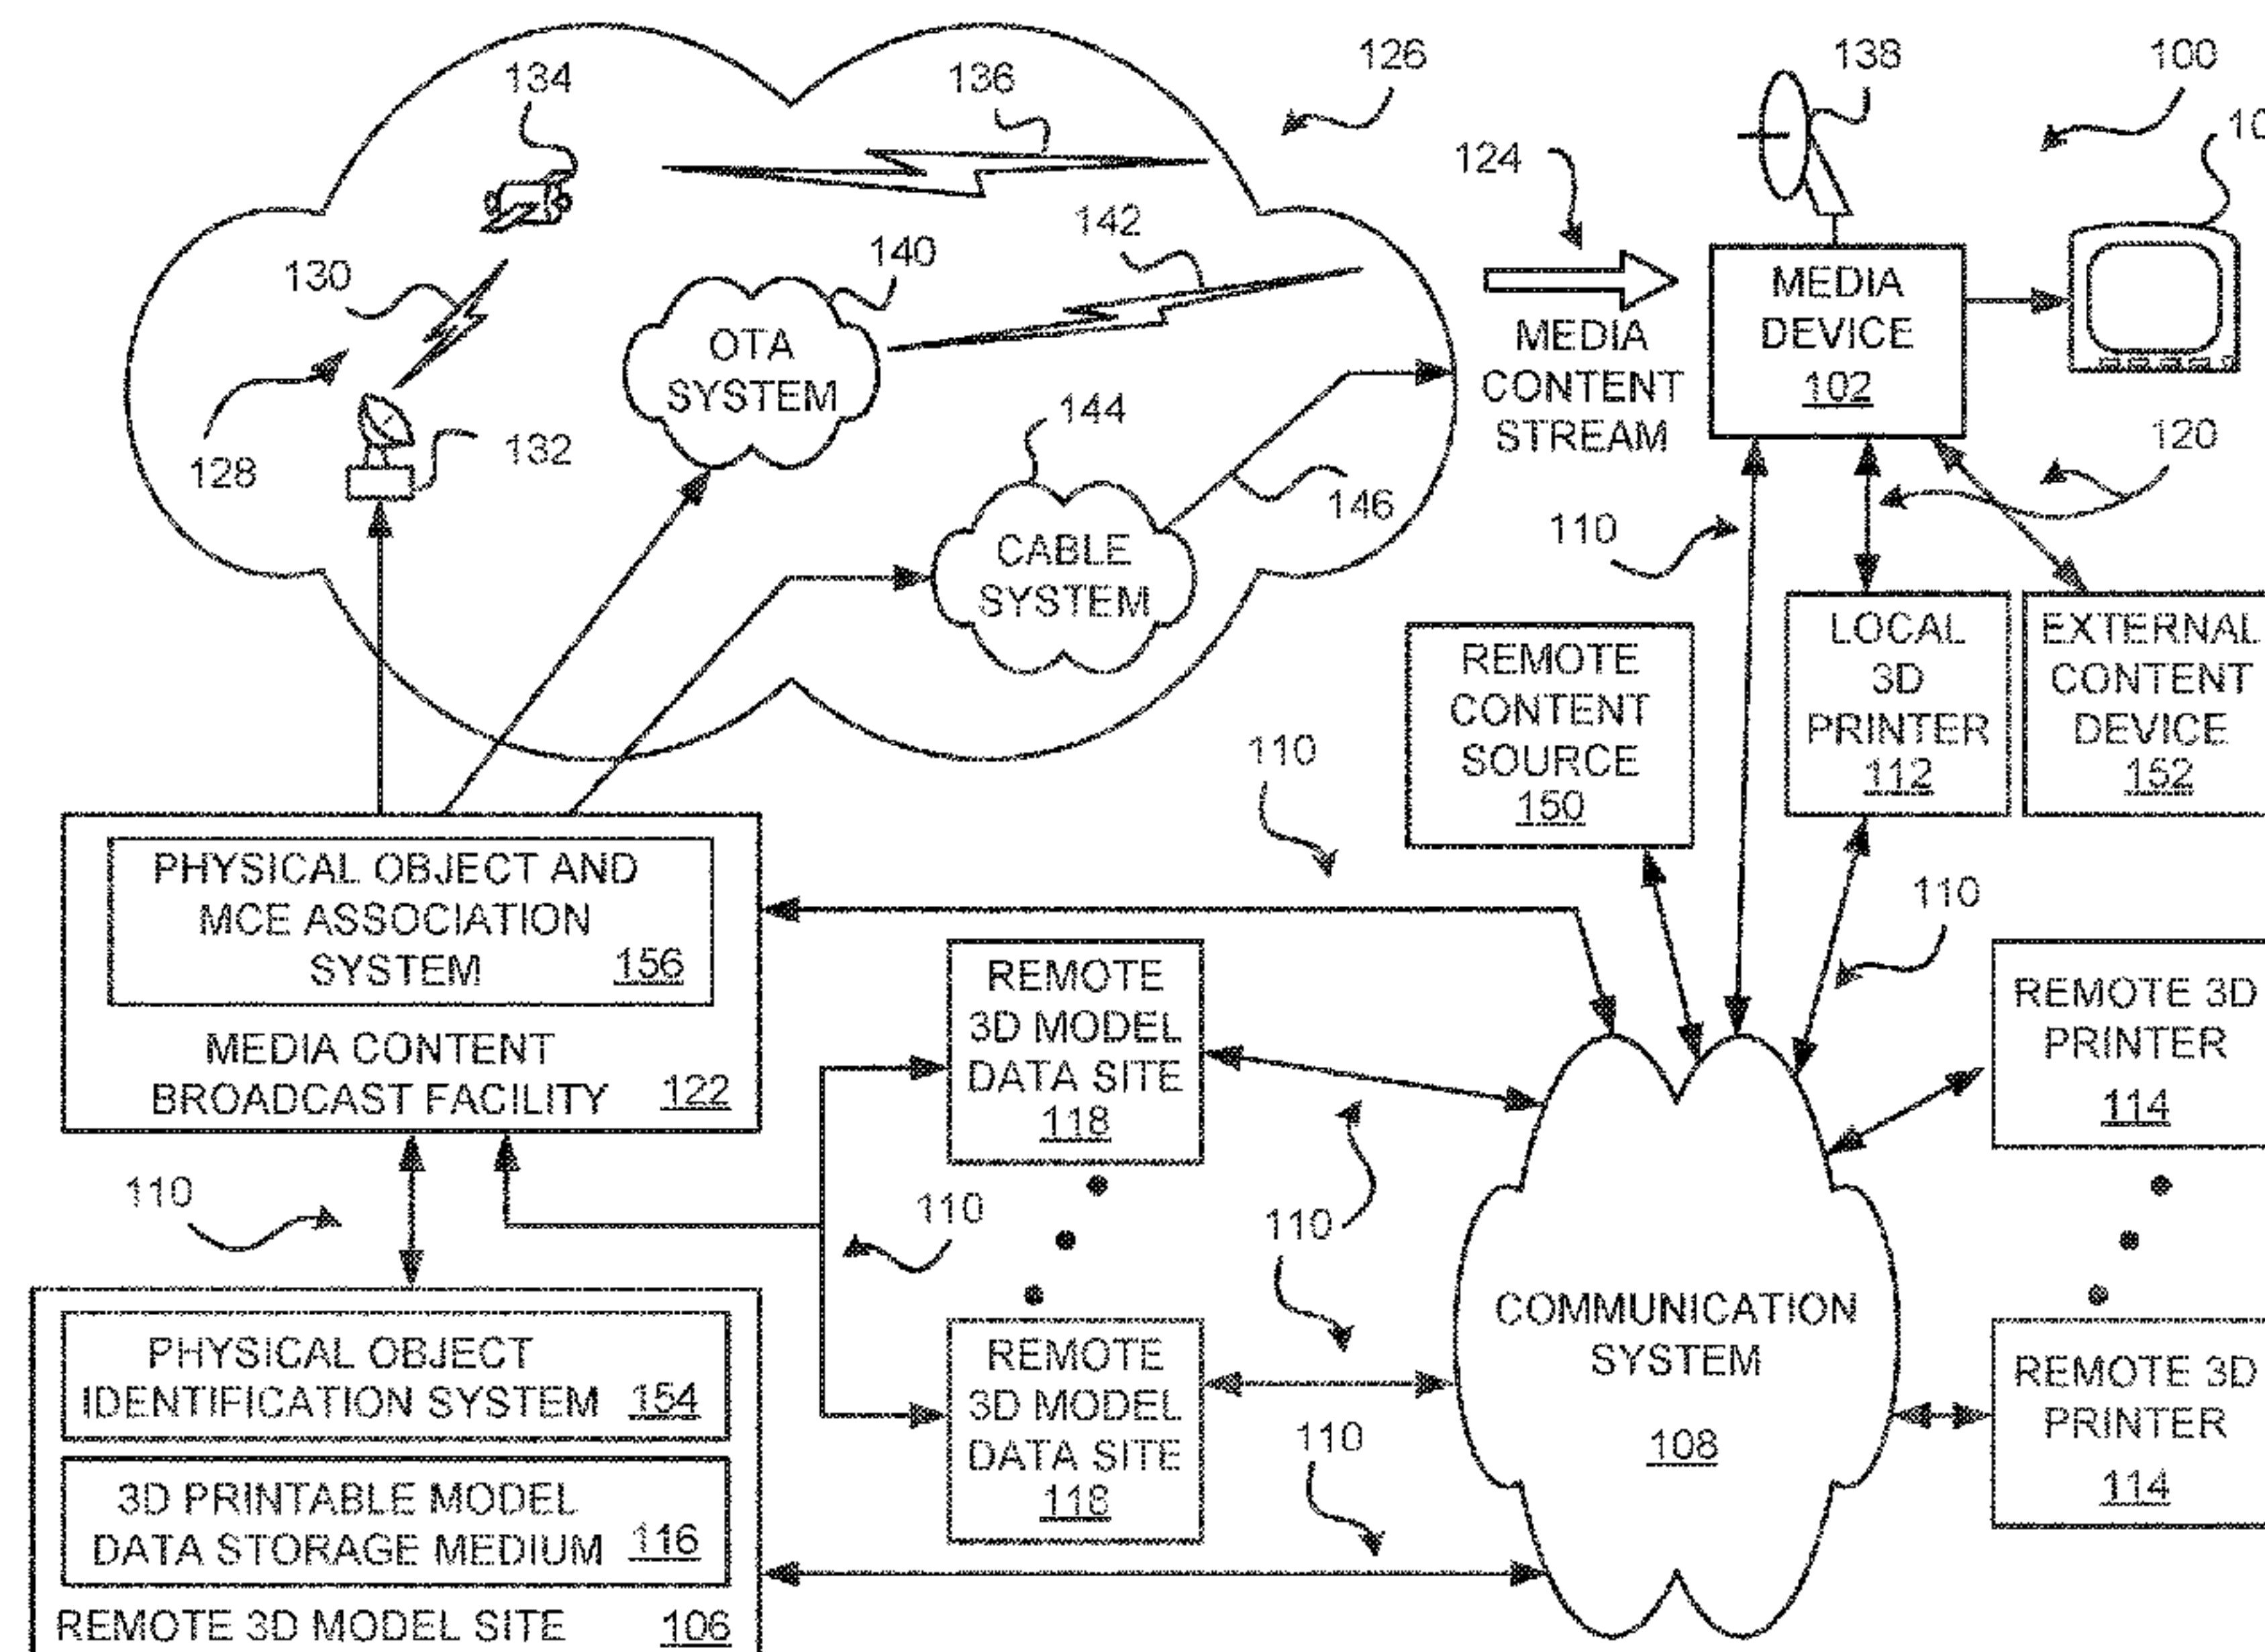 134
136
126
138
100
124
130
140
142
OTA
SYSTEM
128
132
144
146
CABLE
SYSTEM
MEDIA
CONTENT
STREAM
MEDIA
DEVICE
102
120
110
REMOTE
CONTENT
SOURCE
150
LOCAL
3D
PRINTER
112
EXTERNAL
CONTENT
DEVICE
152
110
110
PHYSICAL OBJECT AND
MCE ASSOCIATION
SYSTEM 156
MEDIA CONTENT
BROADCAST FACILITY 122
REMOTE
3D MODEL
DATA SITE
118
REMOTE 3D
PRINTER
114
110
110
110
PHYSICAL OBJECT
IDENTIFICATION SYSTEM 154
3D PRINTABLE MODEL
DATA STORAGE MEDIUM 116
REMOTE 3D MODEL SITE 106
REMOTE
3D MODEL
DATA SITE
118
110
COMMUNICATION
SYSTEM
108
REMOTE 3D
PRINTER
114